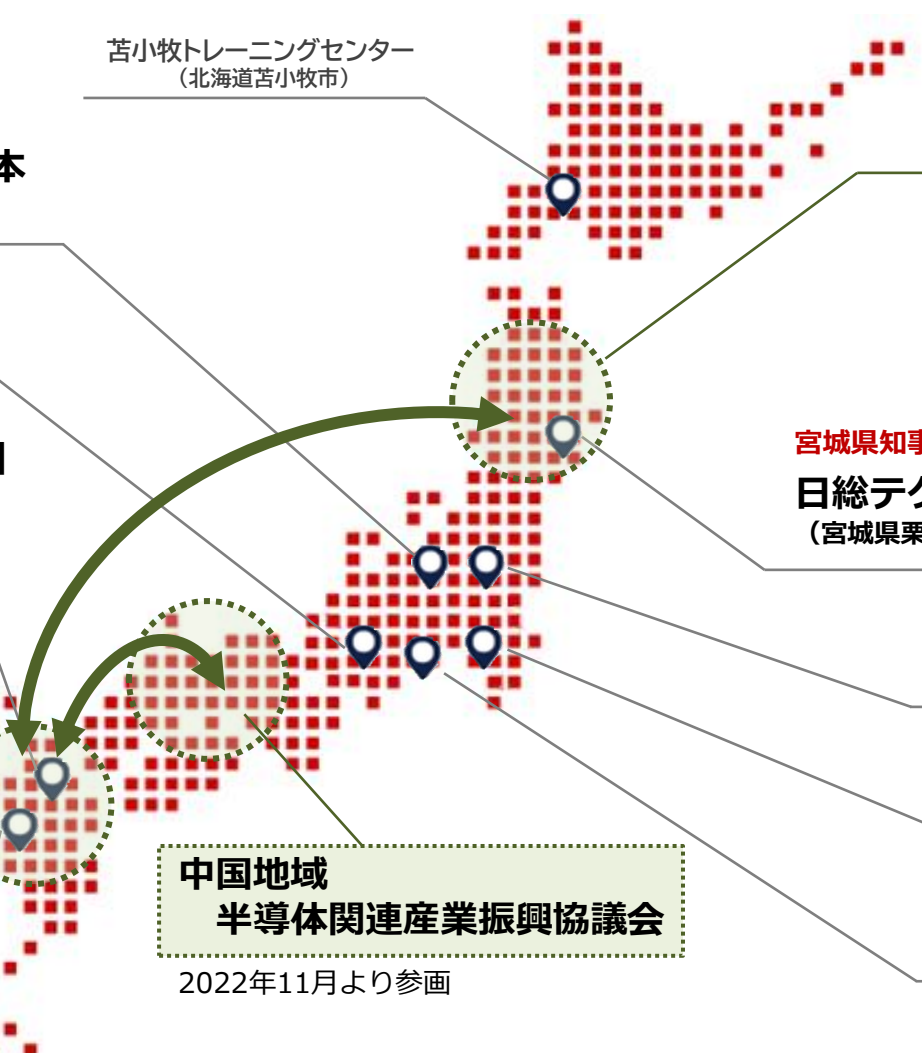 苫小牧トレーニングセンター
（北海道苫小牧市）
本
宮城県知事
日総テク
（宮城県栗
中国地域
半導体関連産業振興協議会
2022年11月より参画